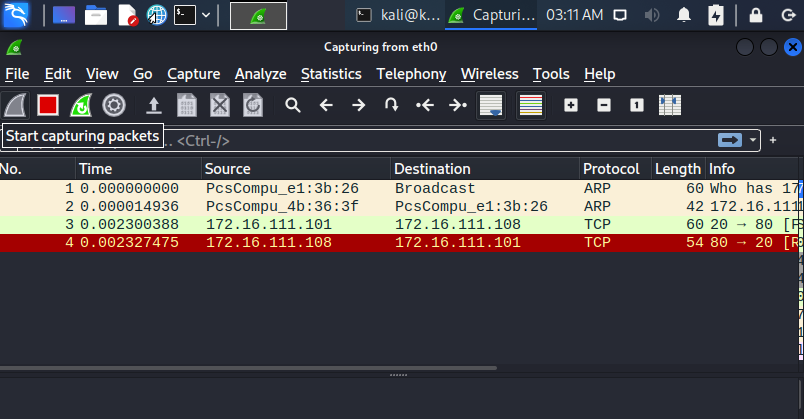 kali@k... Capturi... 03:11 AM
Capturing from eth0
File Edit View Go Capture Analyze Statistics Telephony Wireless Tools Help
Start capturing packets ... <Ctrl-/>
No. Time Source Destination Protocol Length Info
1 0.000000000 PcsCompu_e1:3b:26 Broadcast ARP 60 Who has 17
2 0.000014936 PcsCompu_4b:36:3f PcsCompu_e1:3b:26 ARP 42 172.16.111
3 0.002300388 172.16.111.101 172.16.111.108 TCP 60 20 → 80 [
4 0.002327475 172.16.111.108 172.16.111.101 TCP 54 80 → 20 [